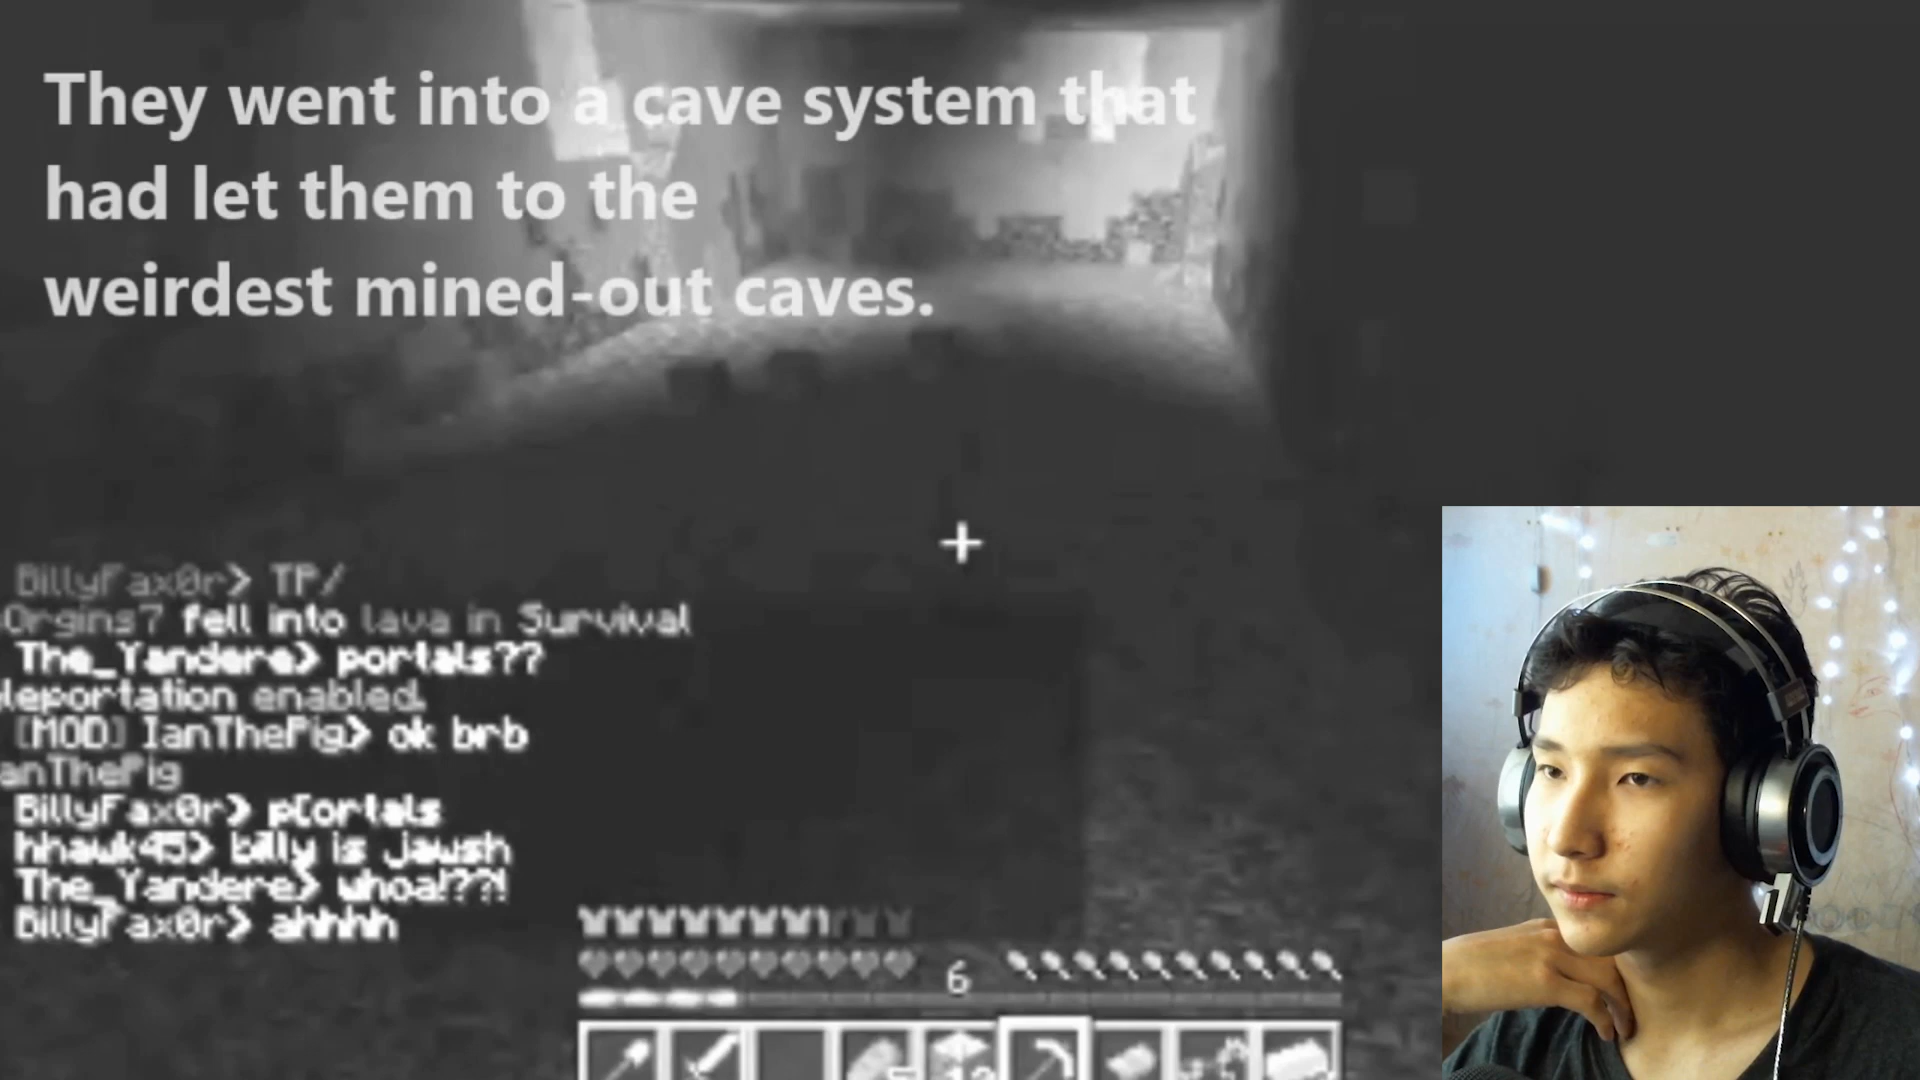 They went into a cave system that
had let them to the
weirdest mined-out caves.
BillyFax0r> TP/
Orgins7 fell into lava in Survival
The_Yandere> portals??
leportation enabled.
[MOD] IanThePig> ok brb
anThePig
BillyFax0r> p[ortals
hhawk45> billy is Jawsh
The_Yandere> whoa!??!
BillyFax0r> ahhhh
6